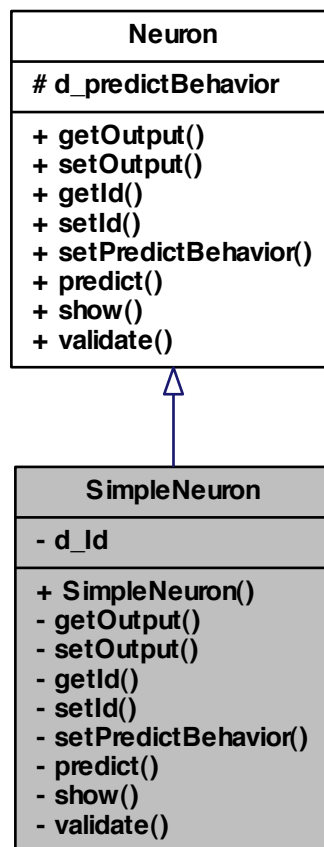 Neuron
# d_predictBehavior
+ getOutput()
+ setOutput()
+ getId()
+ setId()
+ setPredictBehavior()
+ predict()
+ show()
+ validate()
SimpleNeuron
- d_Id
+ SimpleNeuron()
- getOutput()
- setOutput()
- getId()
- setId()
- setPredictBehavior()
- predict()
- show()
- validate()